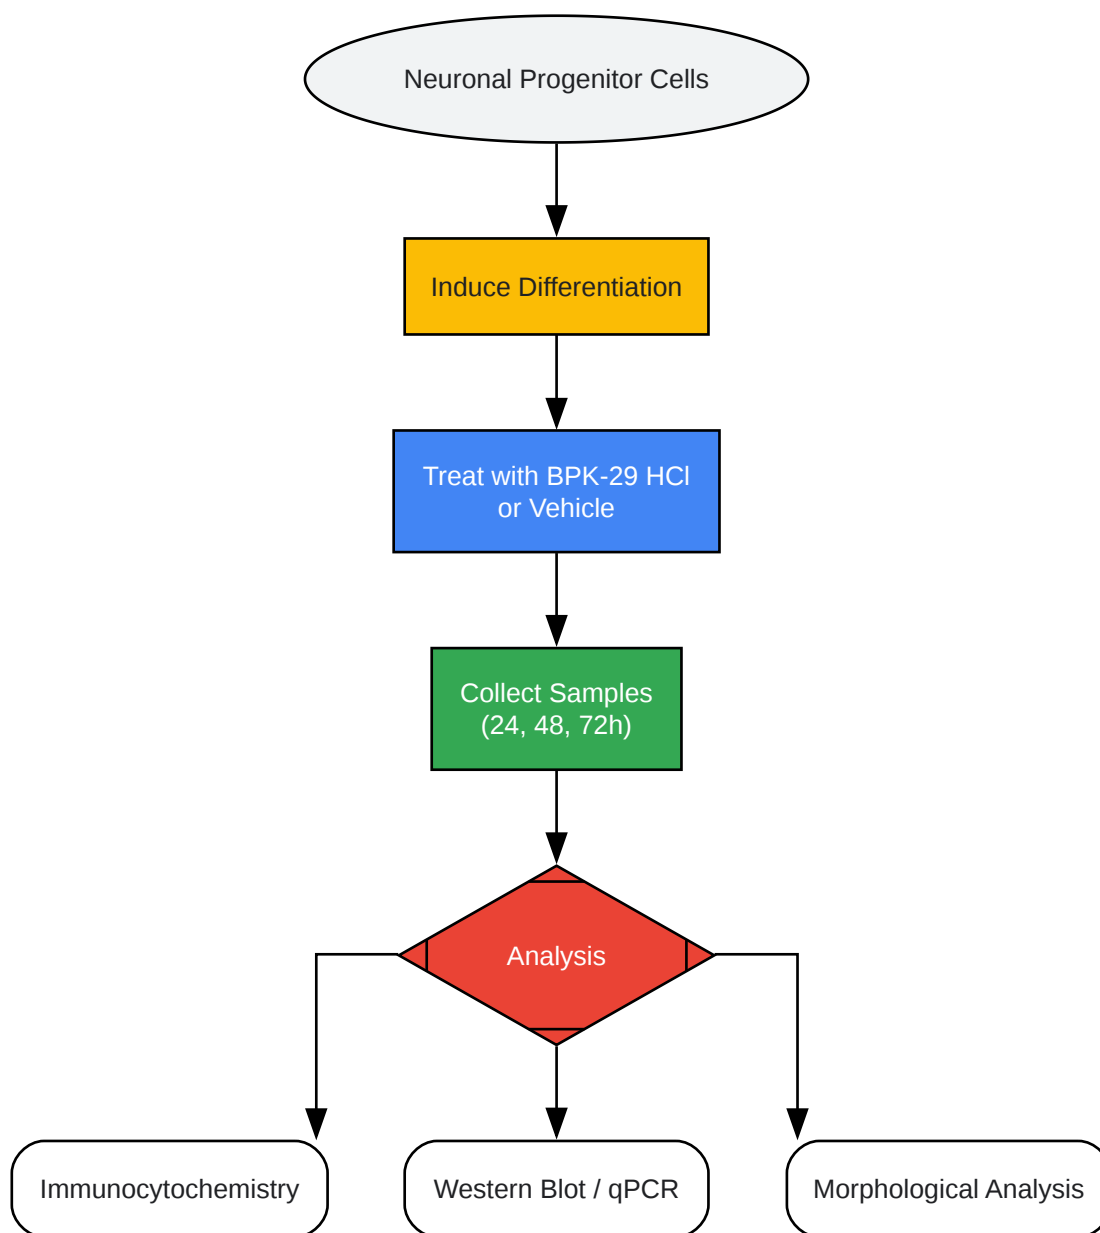 Neuronal Progenitor Cells
Induce Differentiation
Treat with BPK-29 HCl
or Vehicle
Collect Samples
(24, 48, 72h)
Analysis
Immunocytochemistry
Western Blot / qPCR
Morphological Analysis